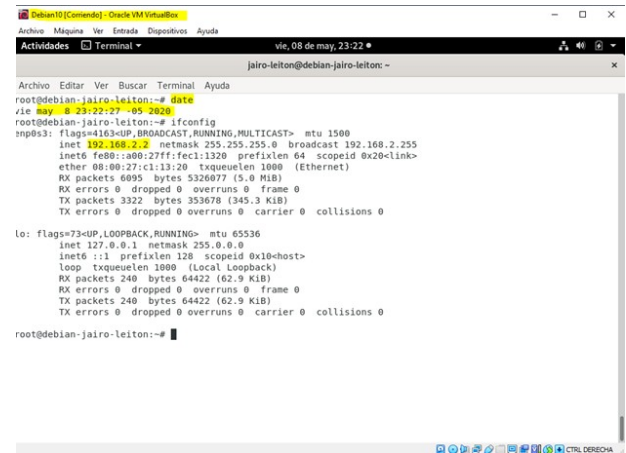 Debian10 [Corriendo] - Oracle VM VirtualBox
Archivo Máquina Ver Entrada Dispositivos Ayuda
Actividades Terminal vie, 08 de may, 23:22
jairo-leiton@debian-jairo-leiton: ~
Archivo Editar Ver Buscar Terminal Ayuda
root@debian-jairo-leiton:~# date
vie may 8 23:22:27 -05 2020
root@debian-jairo-leiton:~# ifconfig
enp0s3: flags=4163<UP,BROADCAST,RUNNING,MULTICAST> mtu 1500
inet 192.168.2.2 netmask 255.255.255.0 broadcast 192.168.2.255
inet6 fe80::a00:27ff:fec1:1320 prefixlen 64 scopeid 0x20<link>
ether 08:00:27:c1:13:20 txqueuelen 1000 (Ethernet)
RX packets 6095 bytes 5326077 (5.0 MiB)
RX errors 0 dropped 0 overruns 0 frame 0
TX packets 3322 bytes 353678 (345.3 KiB)
TX errors 0 dropped 0 overruns 0 carrier 0 collisions 0
lo: flags=73<UP,LOOPBACK,RUNNING> mtu 65536
inet 127.0.0.1 netmask 255.0.0.0
inet6 ::1 prefixlen 128 scopeid 0x10<host>
loop txqueuelen 1000 (Local Loopback)
RX packets 240 bytes 64422 (62.9 KiB)
RX errors 0 dropped 0 overruns 0 frame 0
TX packets 240 bytes 64422 (62.9 KiB)
TX errors 0 dropped 0 overruns 0 carrier 0 collisions 0
root@debian-jairo-leiton:~#
CTRL DERECHA